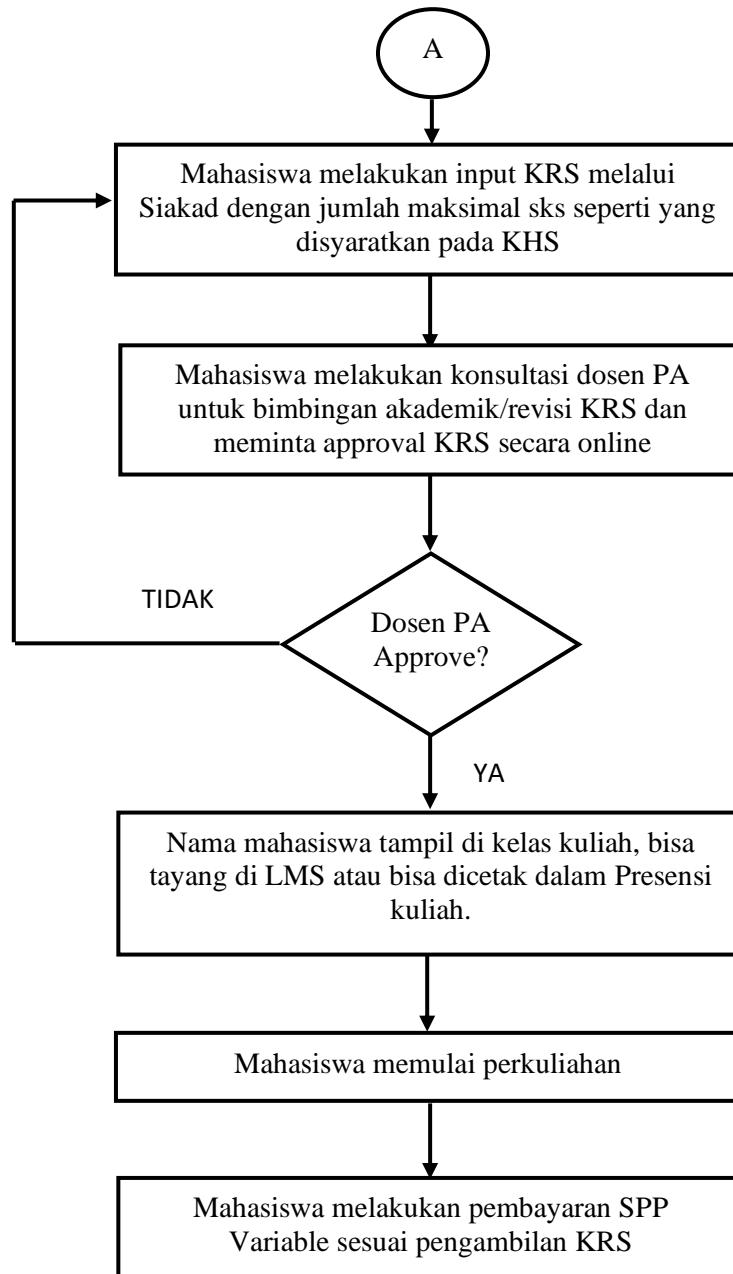 A
Mahasiswa melakukan input KRS melalui
Siakad dengan jumlah maksimal sks seperti yang
disyaratkan pada KHS
Mahasiswa melakukan konsultasi dosen PA
untuk bimbingan akademik/revisi KRS dan
meminta approval KRS secara online
TIDAK
Dosen PA
Approve?
YA
Nama mahasiswa tampil di kelas kuliah, bisa
tayang di LMS atau bisa dicetak dalam Presensi
kuliah.
Mahasiswa memulai perkuliahan
Mahasiswa melakukan pembayaran SPP
Variable sesuai pengambilan KRS